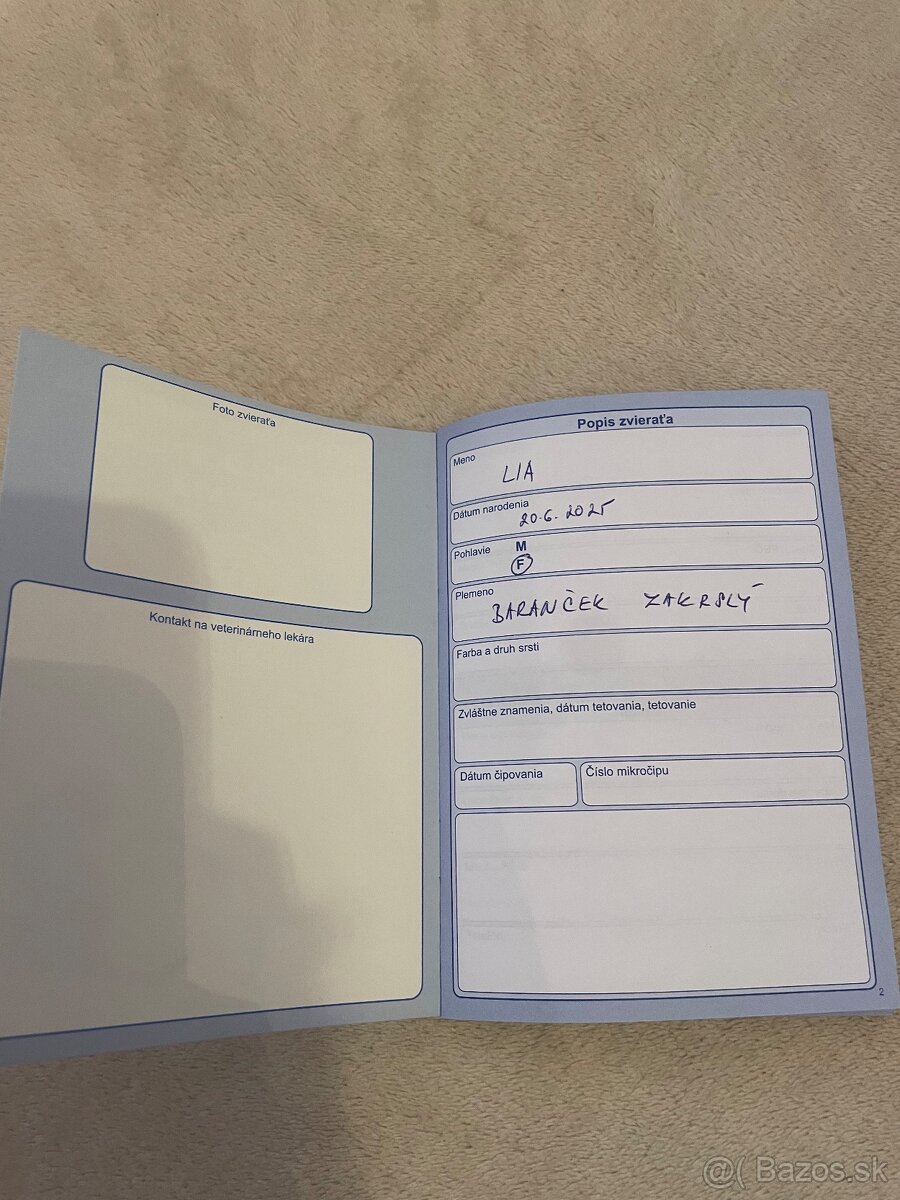 Foto zvieraťa
Kontakt na veterinárneho lekára
Popis zvieraťa
Meno
LIA
Dátum narodenia
20.6.2025
Pohlavie
M
F
Plemeno
BARANČEK ZAKRSLÝ
Farba a druh srsti
Zvláštne znamenia, dátum tetovania, tetovanie
Dátum čipovania
Číslo mikročipu
2
@( Bazos.sk